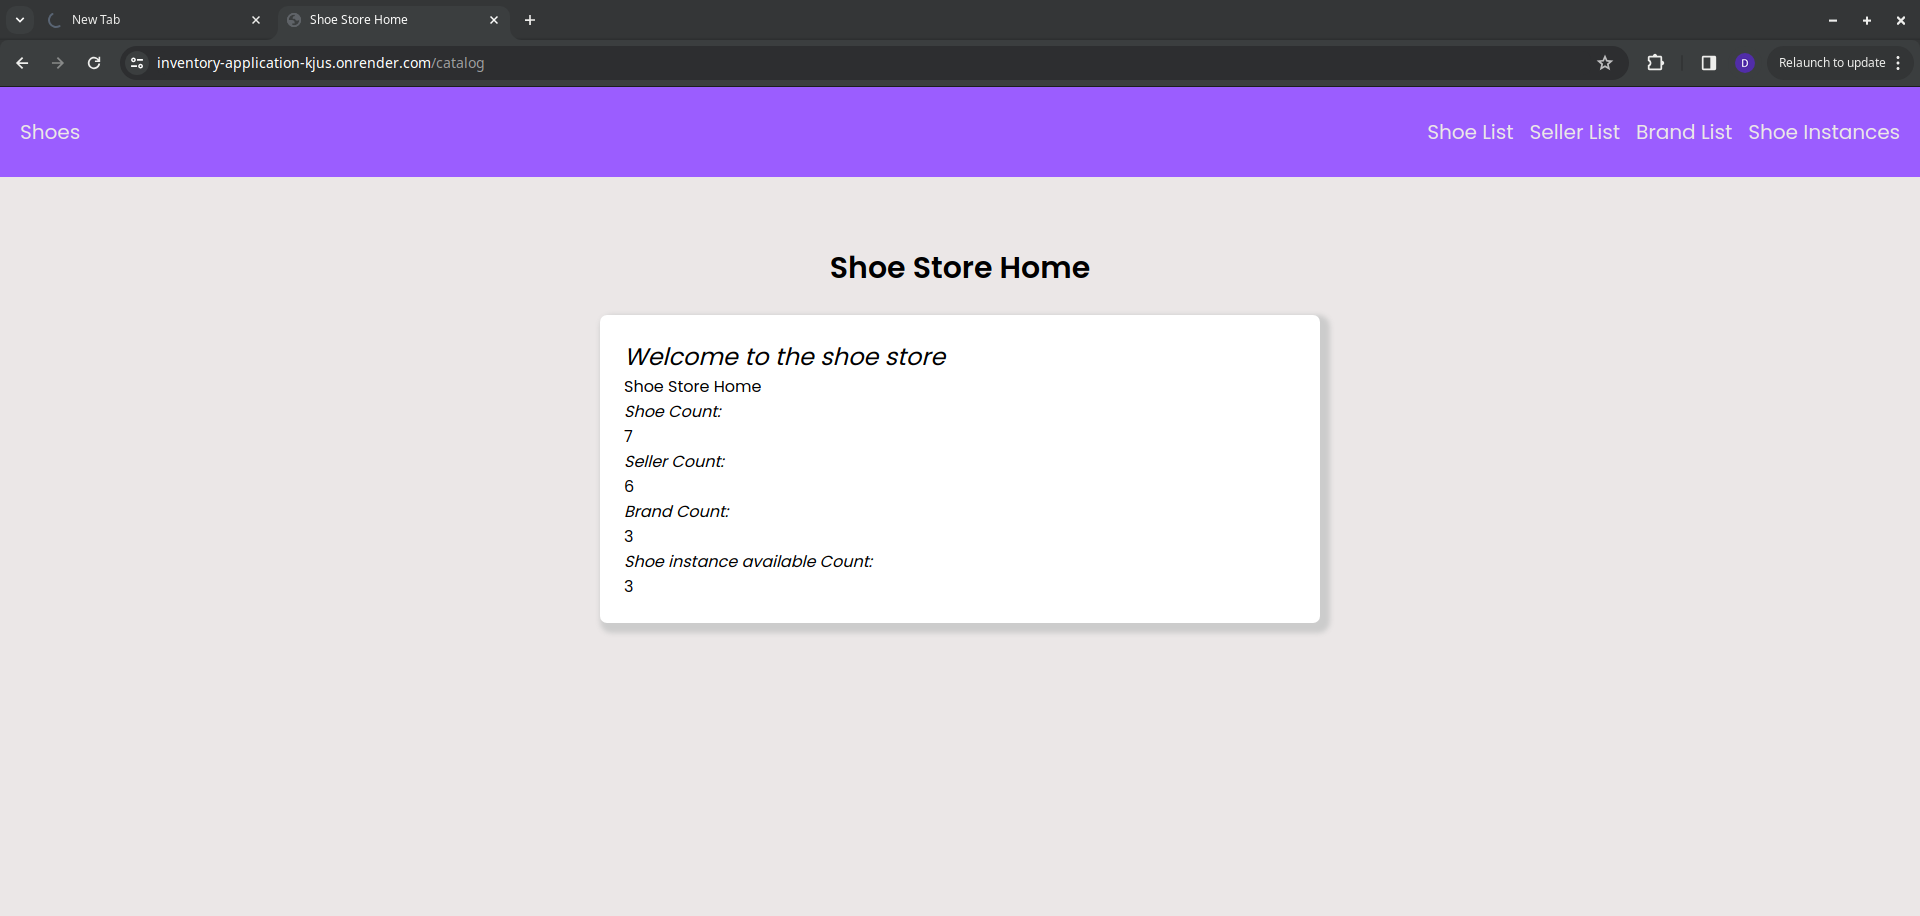 New Tab
Shoe Store Home
inventory-application-kjus.onrender.com/catalog
D
Relaunch to update
Shoes
Shoe List Seller List Brand List Shoe Instances
Shoe Store Home
Welcome to the shoe store
Shoe Store Home
Shoe Count:
7
Seller Count:
6
Brand Count:
3
Shoe instance available Count:
3